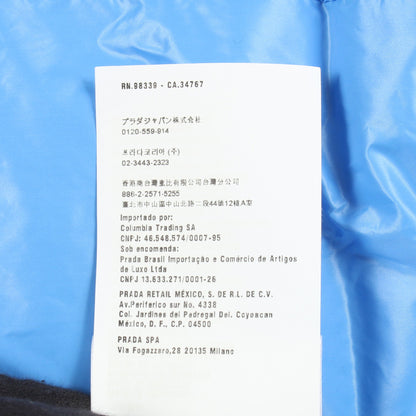 RN.98339 - CA.34767
プラダジャパン株式会社
0120-559-914
프라다코리아 (주)
02-3443-2323
香港商台灣壹比有限公司台灣分公司
886-2-2571-5255
臺北市中山區中山北路二段44號12樓A型
Importado por:
Columbia Trading SA
CNPJ: 46.548.574/0007-95
Sob encomenda:
Prada Brasil Importação e Comércio de Artigos
de Luxo Ltda
CNPJ 13.633.271/0001-26
PRADA RETAIL MÉXICO, S. DE R.L. DE C.V.
Av.Periferico sur No. 4338
Col. Jardines del Pedregal Del. Coyoacan
México, D. F., C.P. 04500
PRADA SPA
Via Fogazzaro,28 20135 Milano